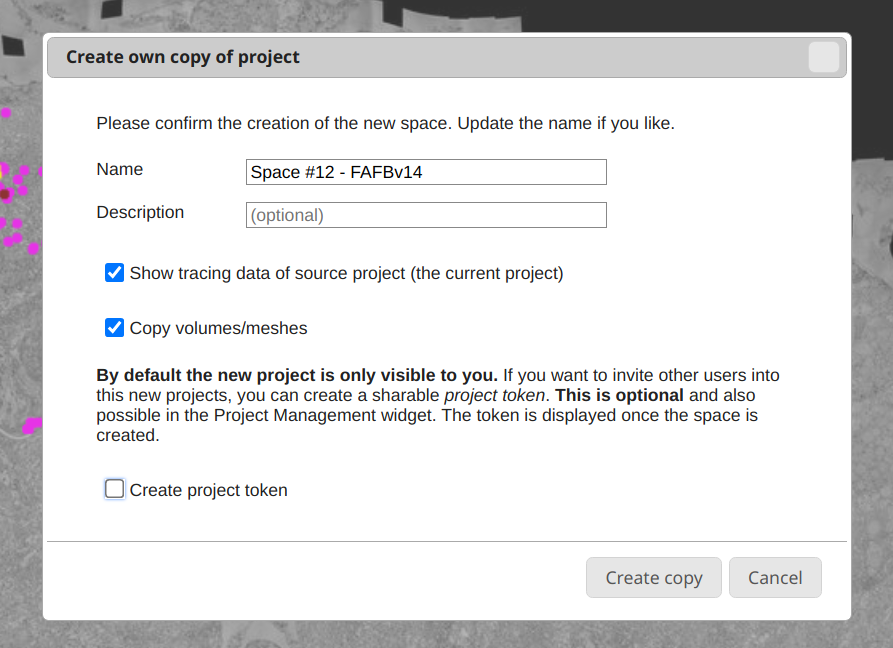 Create own copy of project
Please confirm the creation of the new space. Update the name if you like.
Name
Space #12 - FAFBv14
Description
(optional)
Show tracing data of source project (the current project)
Copy volumes/meshes
By default the new project is only visible to you. If you want to invite other users into
this new projects, you can create a sharable project token. This is optional and also
possible in the Project Management widget. The token is displayed once the space is
created.
Create project token
Create copy
Cancel